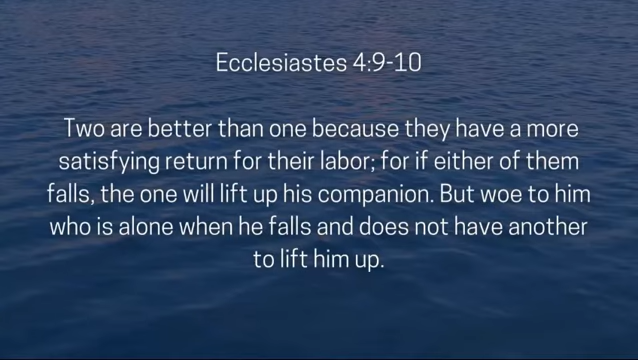 Ecclesiastes 4:9-10
Two are better than one because they have a more
satisfying return for their labor; for if either of them
falls, the one will lift up his companion. But woe to him
who is alone when he falls and does not have another
to lift him up.